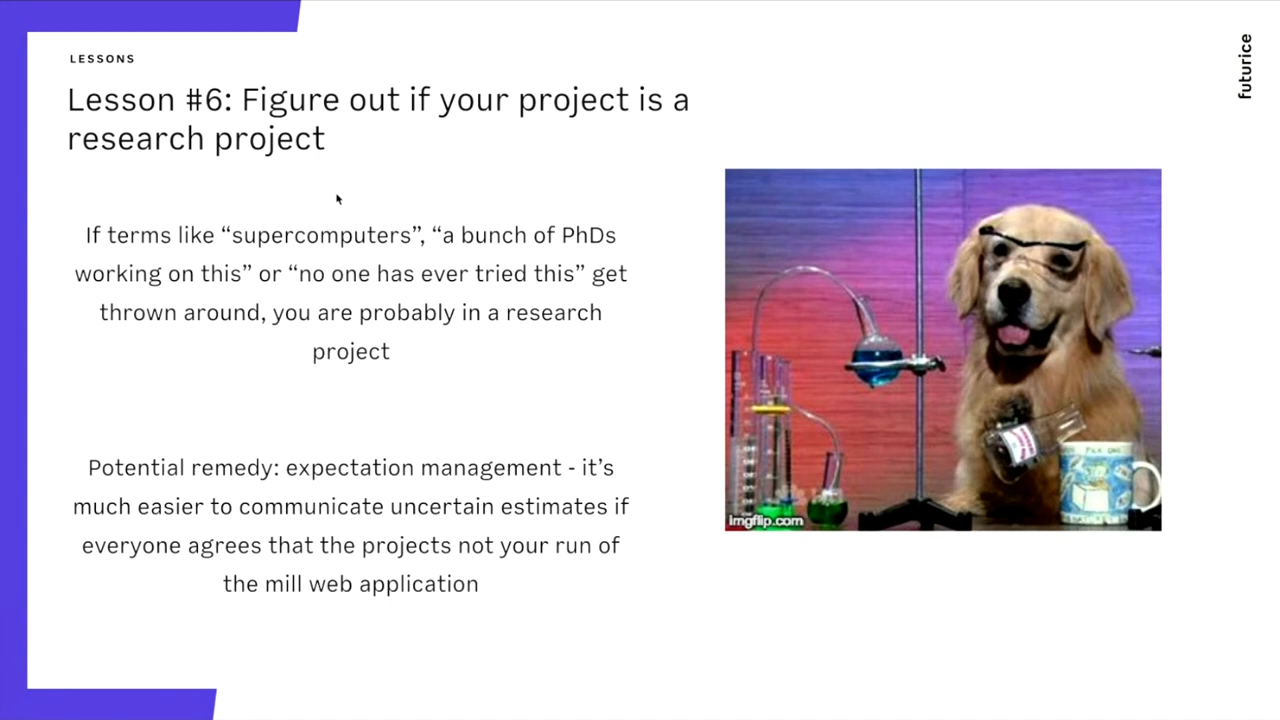 LESSONS
Lesson #6: Figure out if your project is a
research project
If terms like “supercomputers”, “a bunch of PhDs
working on this” or “no one has ever tried this” get
thrown around, you are probably in a research
project
Potential remedy: expectation management - it’s
much easier to communicate uncertain estimates if
everyone agrees that the projects not your run of
the mill web application
futurice
imgflip.com